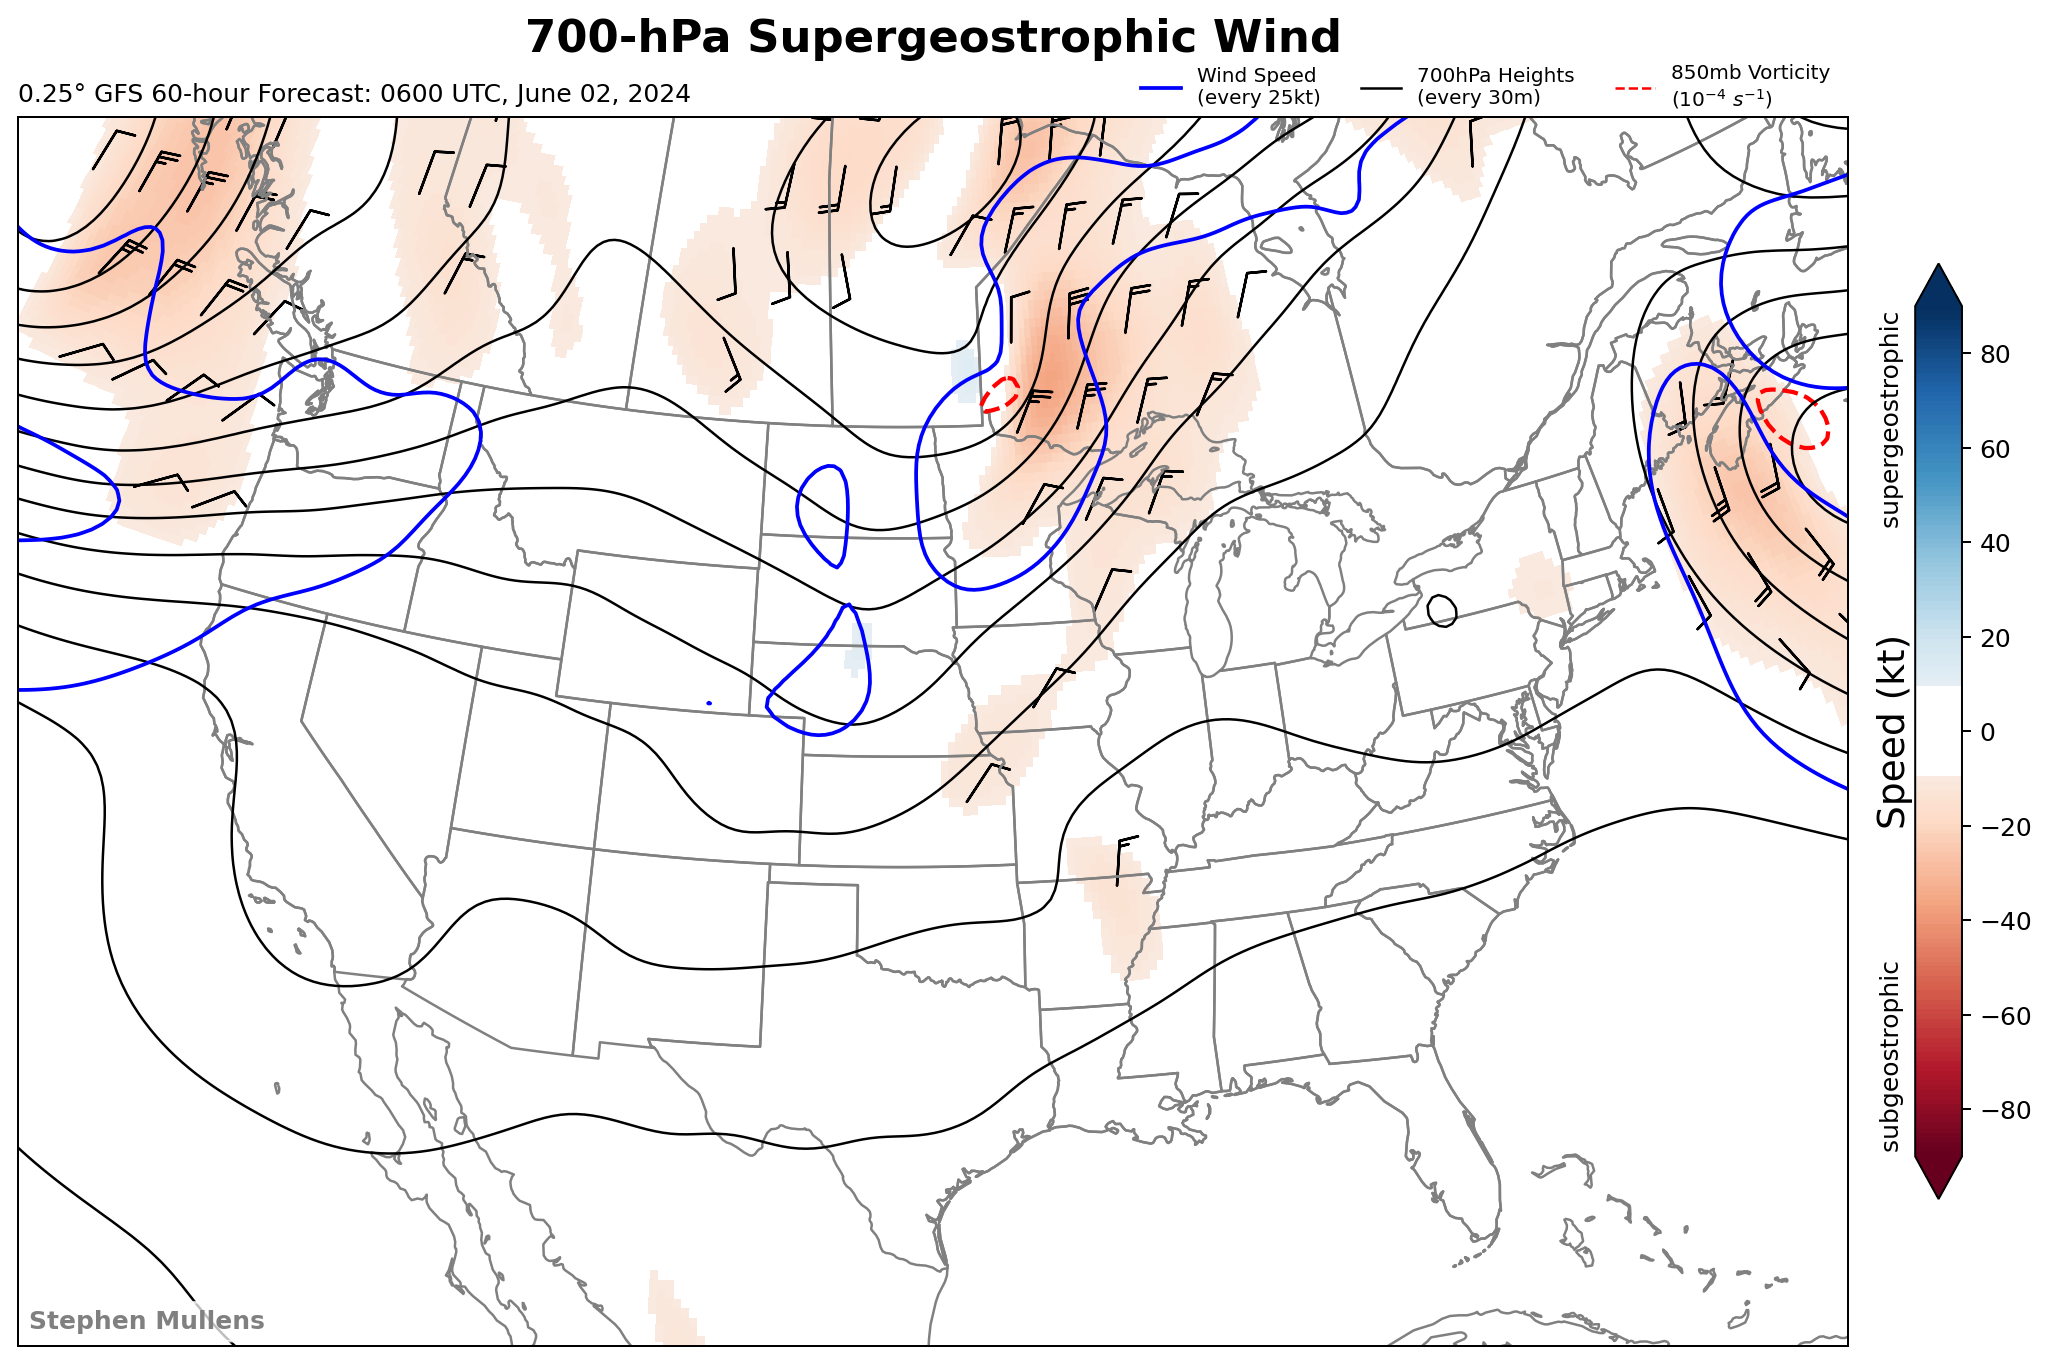 700-hPa Supergeostrophic Wind
0.25° GFS 60-hour Forecast: 0600 UTC, June 02, 2024
Wind Speed
(every 25kt)
700hPa Heights
(every 30m)
850mb Vorticity
(10⁻⁴ s⁻¹)
supergeostrophic
Speed (kt)
subgeostrophic
80
60
40
20
0
−20
−40
−60
−80
Stephen Mullens